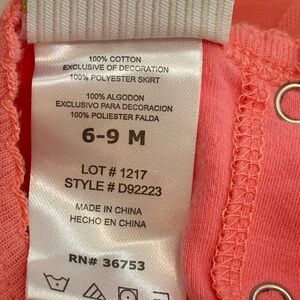 100% COTTON
EXCLUSIVE OF DECORATION
100% POLYESTER SKIRT
100% ALGODON
EXCLUSIVO PARA DECORACION
100% POLIESTER FALDA
6-9 M
LOT # 1217
STYLE # D92223
MADE IN CHINA
HECHO EN CHINA
RN# 36753